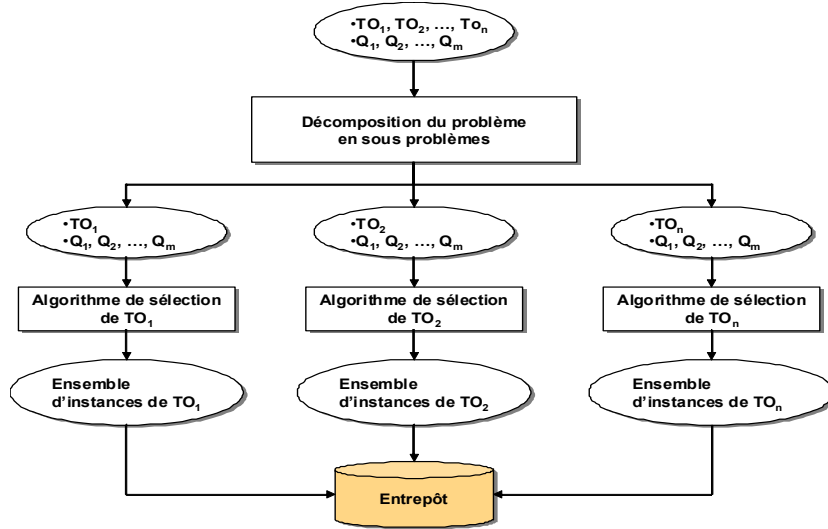 •TO₁, TO₂, ..., Toₙ
•Q₁, Q₂, ..., Qₘ
Décomposition du problème
en sous problèmes
•TO₁
•Q₁, Q₂, ..., Qₘ
•TO₂
•Q₁, Q₂, ..., Qₘ
•TOₙ
•Q₁, Q₂, ..., Qₘ
Algorithme de sélection
de TO₁
Algorithme de sélection
de TO₂
Algorithme de sélection
de TOₙ
Ensemble
d'instances de TO₁
Ensemble
d'instances de TO₂
Ensemble
d'instances de TOₙ
Entrepôt